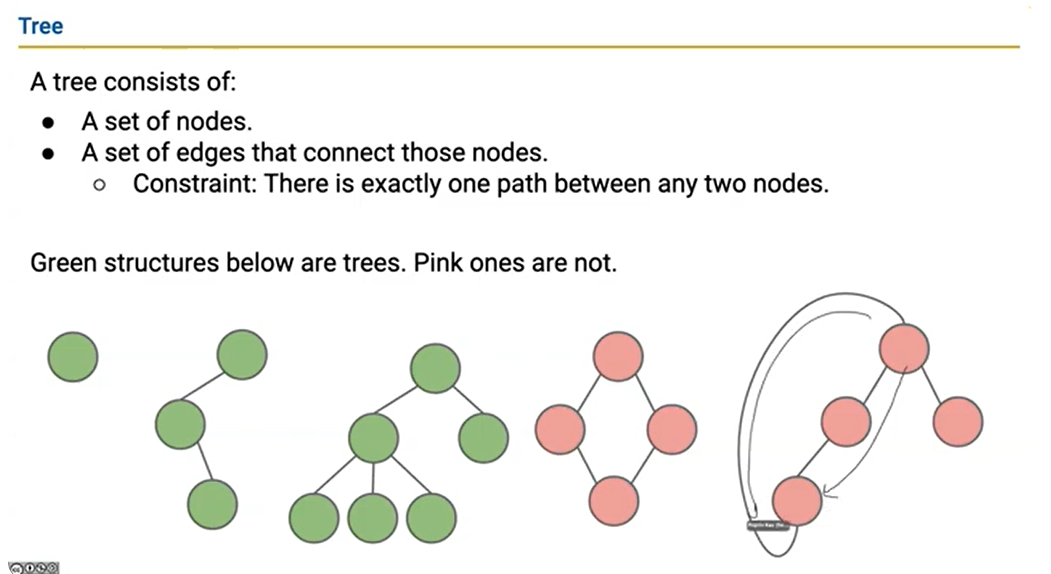 Tree
A tree consists of:
● A set of nodes.
● A set of edges that connect those nodes.
○ Constraint: There is exactly one path between any two nodes.
Green structures below are trees. Pink ones are not.